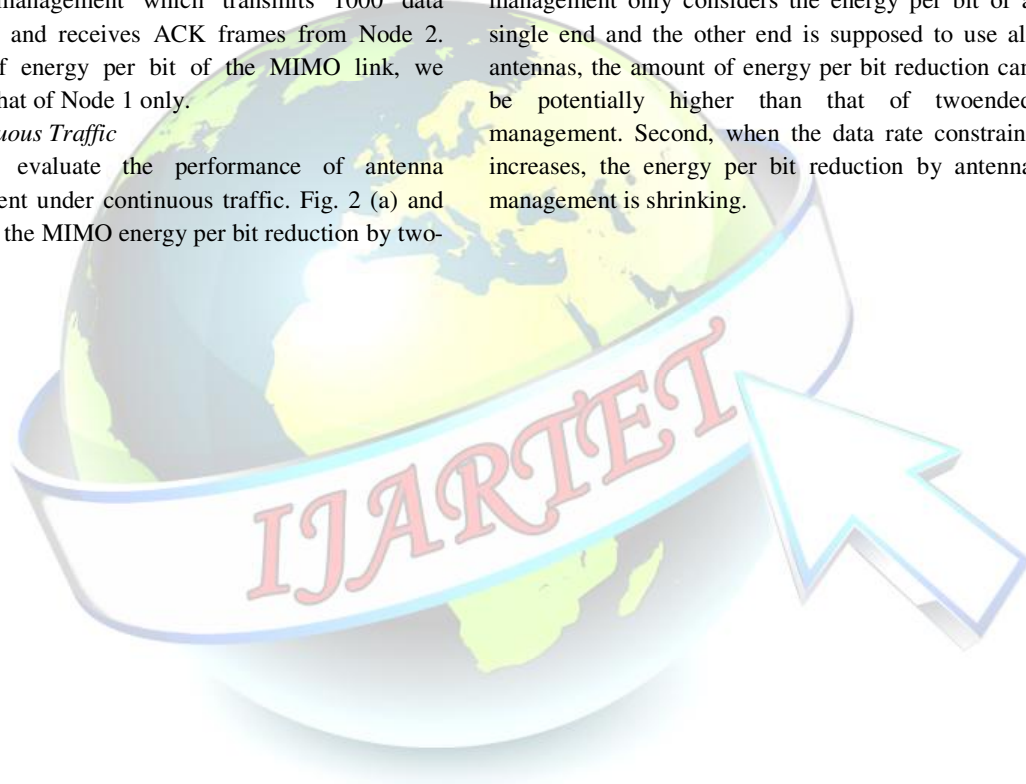 management which transmits 1000 data
and receives ACK frames from Node 2.
energy per bit of the MIMO link, we
hat of Node 1 only.
uous Traffic
evaluate the performance of antenna
ent under continuous traffic. Fig. 2 (a) and
the MIMO energy per bit reduction by two-
management only considers the energy per bit of a
single end and the other end is supposed to use al
antennas, the amount of energy per bit reduction can
be potentially higher than that of twoended
management. Second, when the data rate constrain
increases, the energy per bit reduction by antenna
management is shrinking.
IJARTET